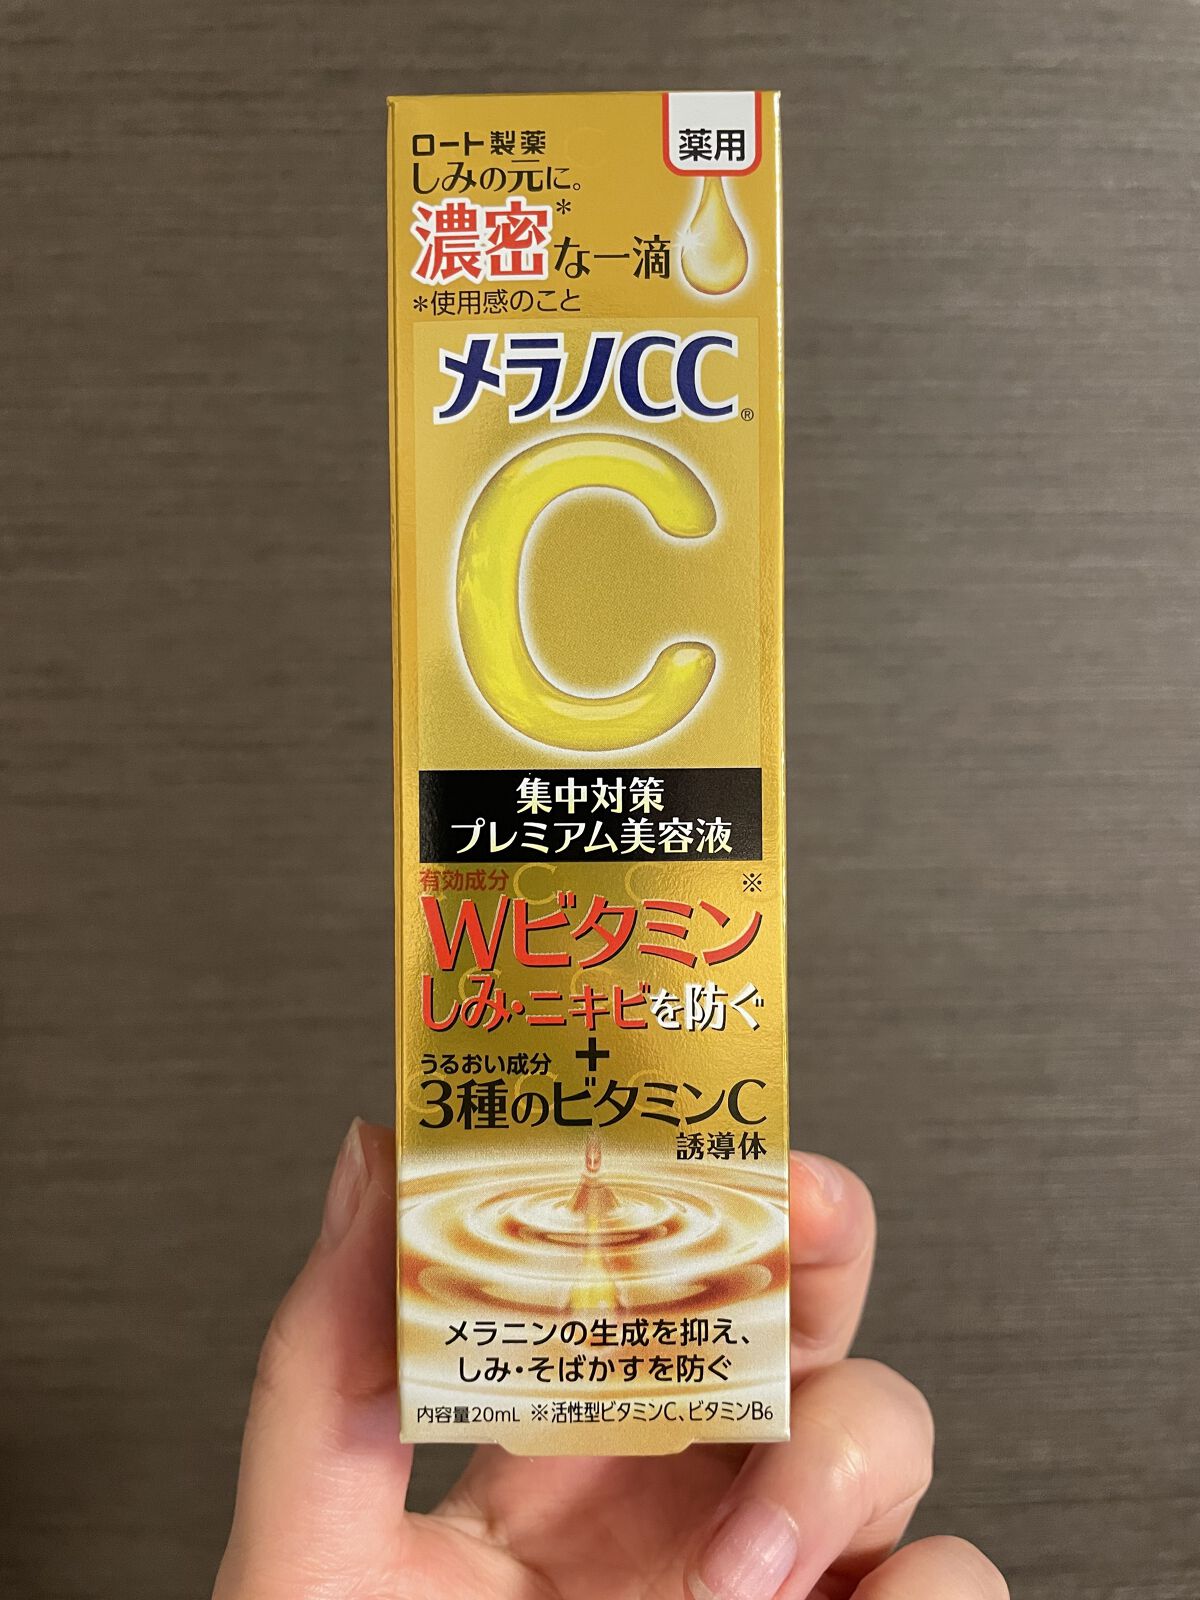 ロート製薬
薬用
しみの元に。
濃密*な一滴
*使用感のこと
メラノCC®
C
集中対策
プレミアム美容液
有効成分
Wビタミン※
しみ・ニキビを防ぐ
+
うるおい成分
3種のビタミンC
誘導体
メラニンの生成を抑え、
しみ・そばかすを防ぐ
内容量20mL ※活性型ビタミンC、ビタミンB6